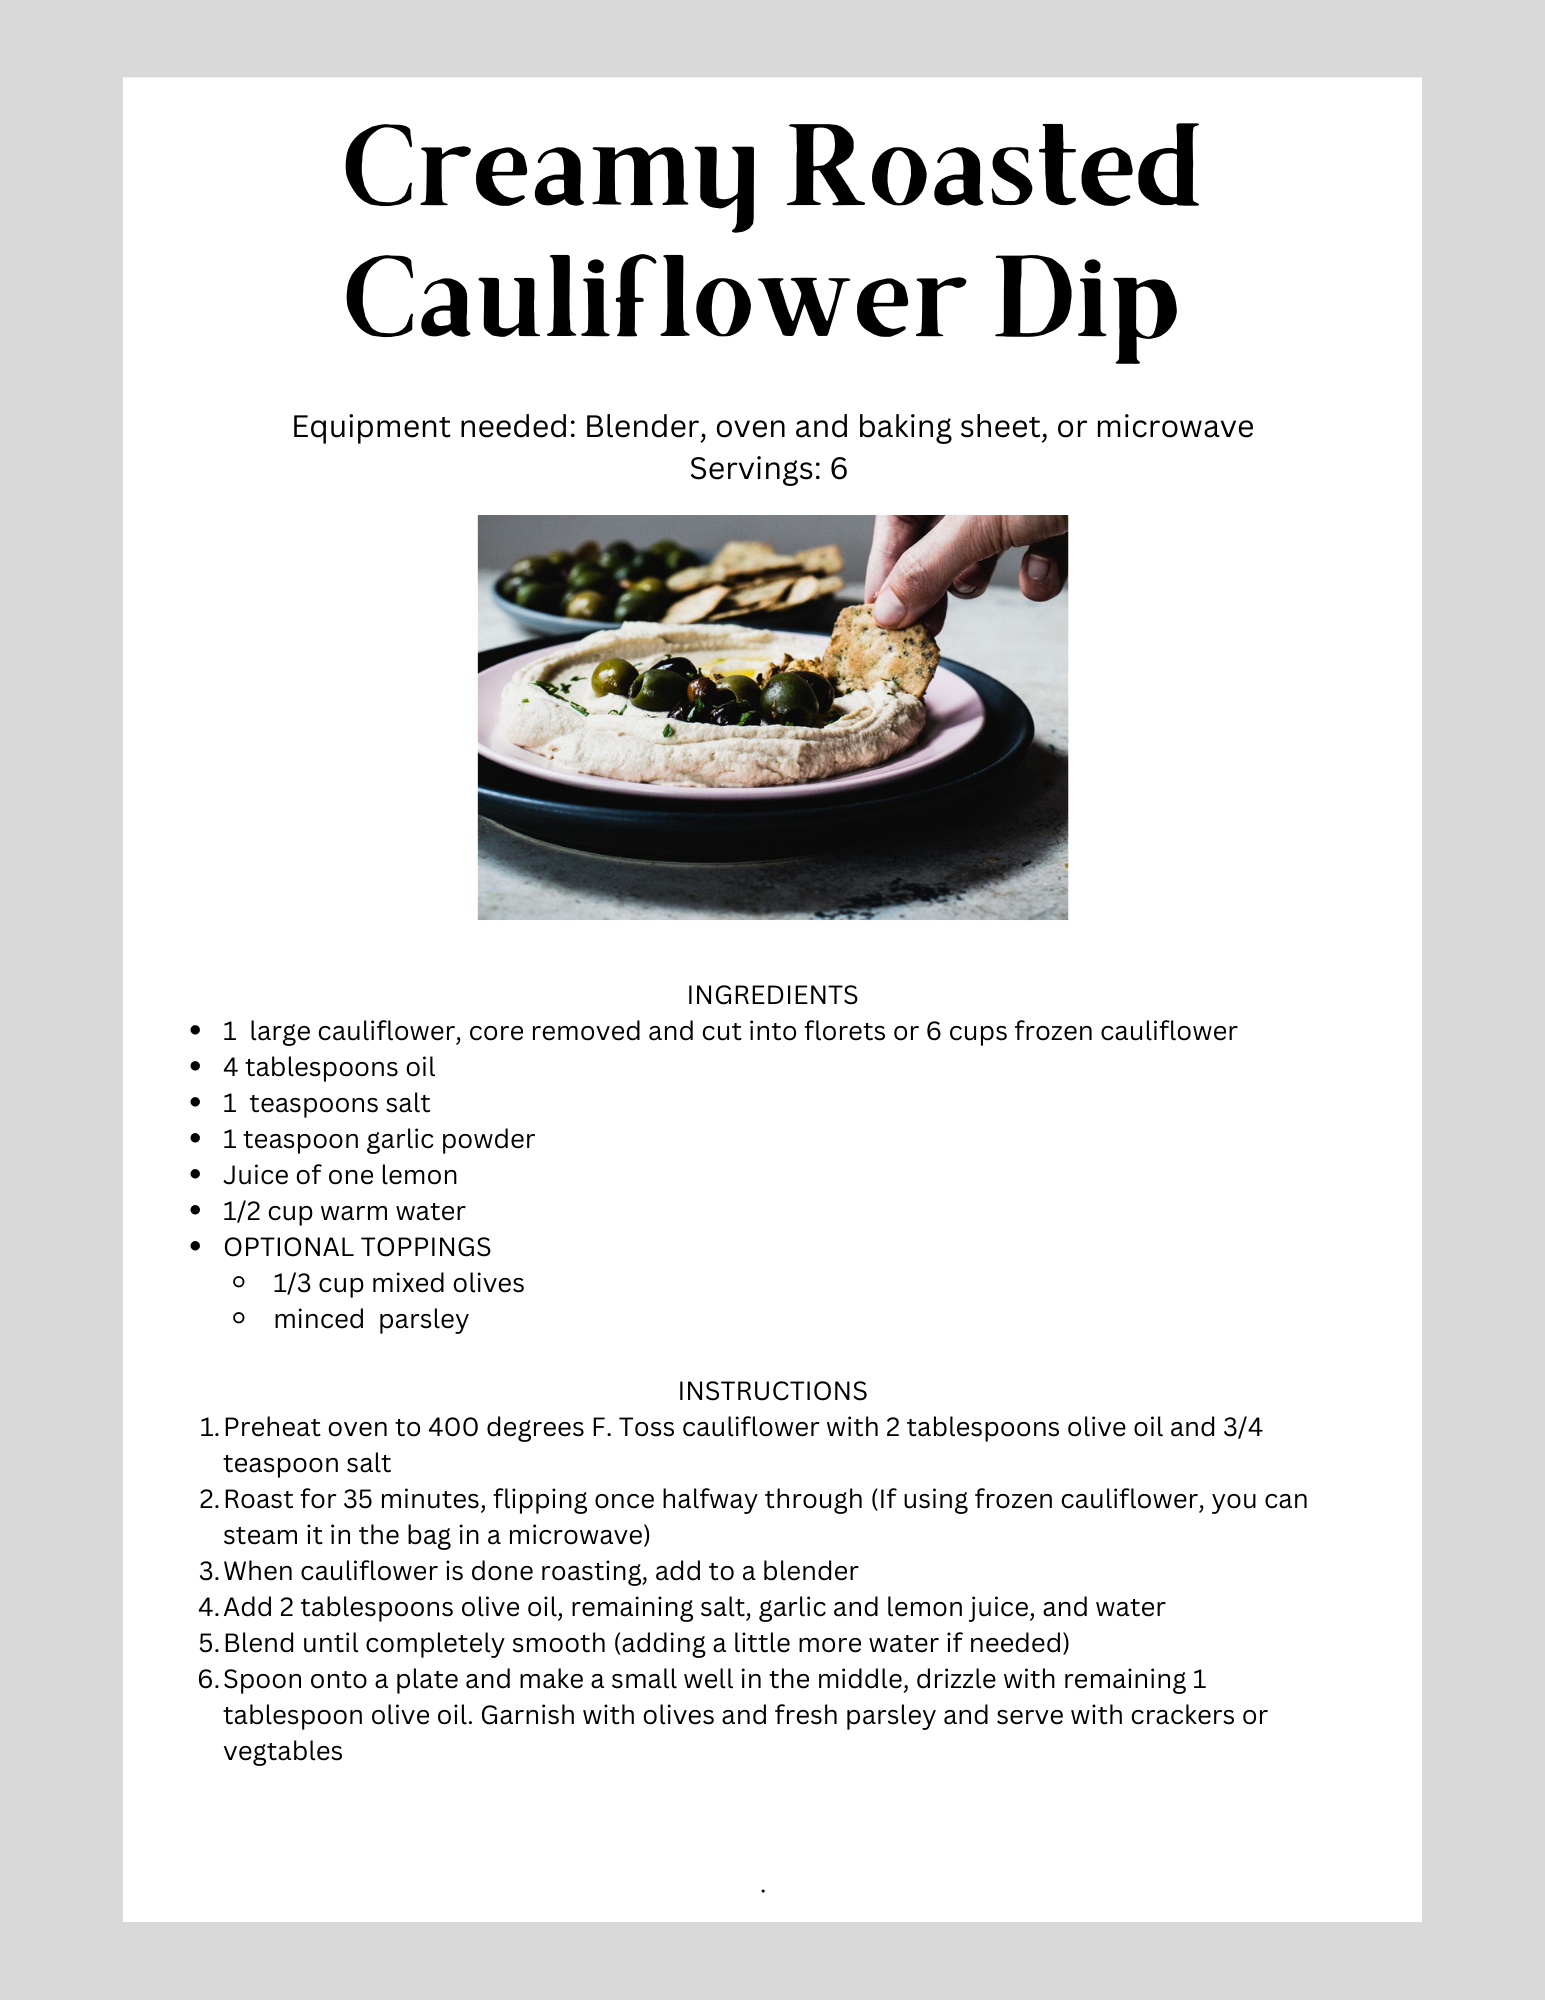 Creamy Roasted
Cauliflower Dip
Equipment needed: Blender, oven and baking sheet, or microwave
Servings: 6
INGREDIENTS
• 1  large cauliflower, core removed and cut into florets or 6 cups frozen cauliflower
• 4 tablespoons oil
• 1  teaspoons salt
• 1 teaspoon garlic powder
• Juice of one lemon
• 1/2 cup warm water
• OPTIONAL TOPPINGS
◦ 1/3 cup mixed olives
◦ minced  parsley
INSTRUCTIONS
1. Preheat oven to 400 degrees F. Toss cauliflower with 2 tablespoons olive oil and 3/4
teaspoon salt
2. Roast for 35 minutes, flipping once halfway through (If using frozen cauliflower, you can
steam it in the bag in a microwave)
3. When cauliflower is done roasting, add to a blender
4. Add 2 tablespoons olive oil, remaining salt, garlic and lemon juice, and water
5. Blend until completely smooth (adding a little more water if needed)
6. Spoon onto a plate and make a small well in the middle, drizzle with remaining 1
tablespoon olive oil. Garnish with olives and fresh parsley and serve with crackers or
vegtables
.